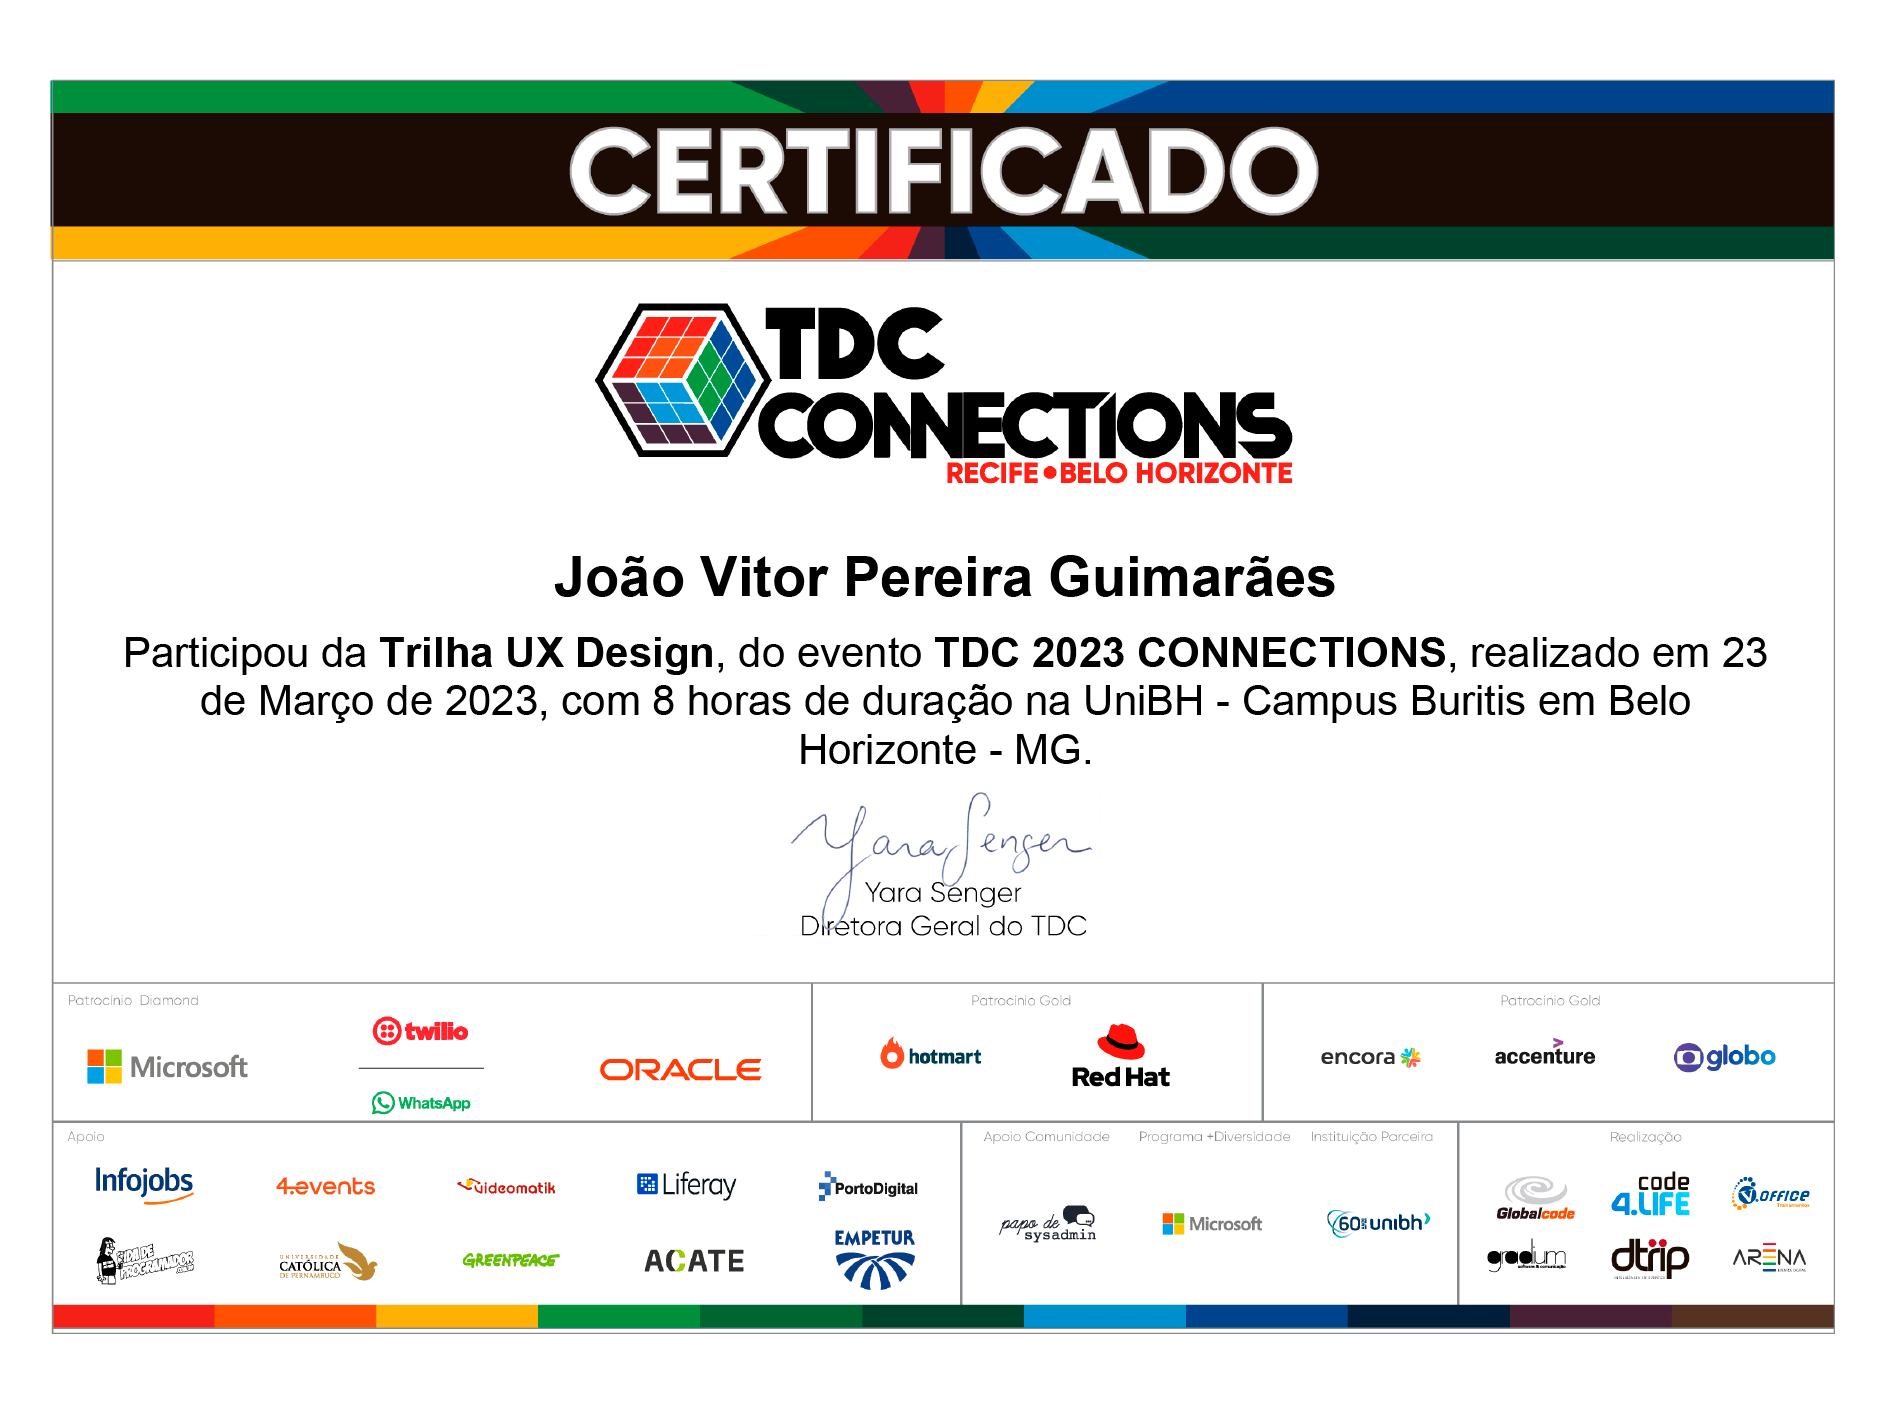 CERTIFICADO
TDC
CONNECTIONS
RECIFE•BELO HORIZONTE
João Vitor Pereira Guimarães
Participou da Trilha UX Design, do evento TDC 2023 CONNECTIONS, realizado em 23
de Março de 2023, com 8 horas de duração na UniBH - Campus Buritis em Belo
Horizonte - MG.
Yara Senger
Yara Senger
Diretora Geral do TDC
Patrocínio Diamond
Microsoft
twilio
WhatsApp
ORACLE
Patrocínio Gold
hotmart
Red Hat
Patrocínio Gold
encora
accenture
globo
Apoio
Infojobs
4.events
videomatik
Liferay
PortoDigital
VIDA DE
PROGRAMADOR
UNIVERSIDADE
CATÓLICA
DE PERNAMBUCO
GREENPEACE
ACATE
EMPETUR
Apoio Comunidade
papo de
sysadmin
Programa +Diversidade
Microsoft
Instituição Parceira
60 unibh
Realização
Globalcode
code
4.LIFE
V.OFFICE
gradium
dtrip
ARENA